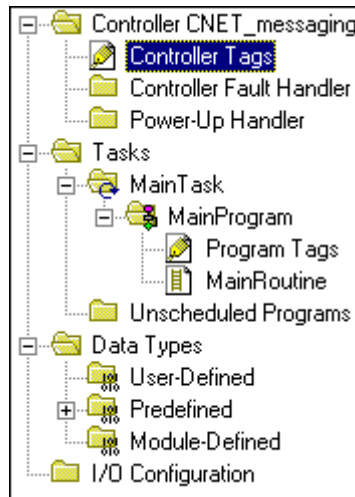 Controller CNET_messaging
Controller Tags
Controller Fault Handler
Power-Up Handler
Tasks
MainTask
MainProgram
Program Tags
MainRoutine
Unscheduled Programs
Data Types
User-Defined
Predefined
Module-Defined
I/O Configuration